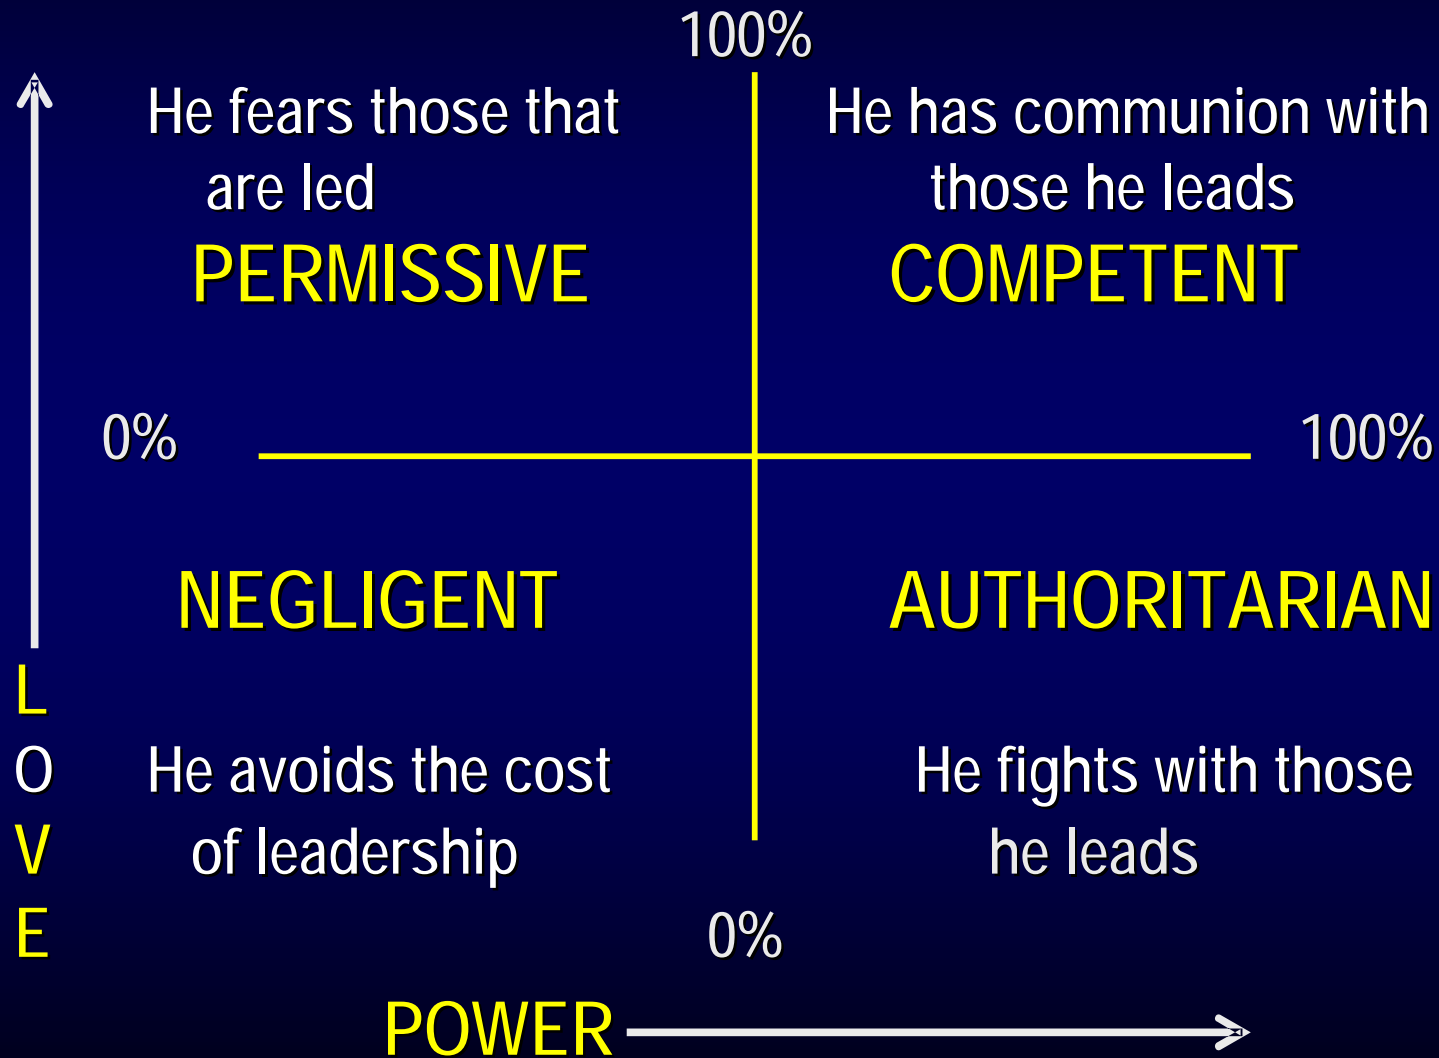 100%
He fears those that
are led
PERMISSIVE
He has communion with
those he leads
COMPETENT
0%
100%
NEGLIGENT
He avoids the cost
of leadership
AUTHORITARIAN
He fights with those
he leads
0%
L
O
V
E
POWER